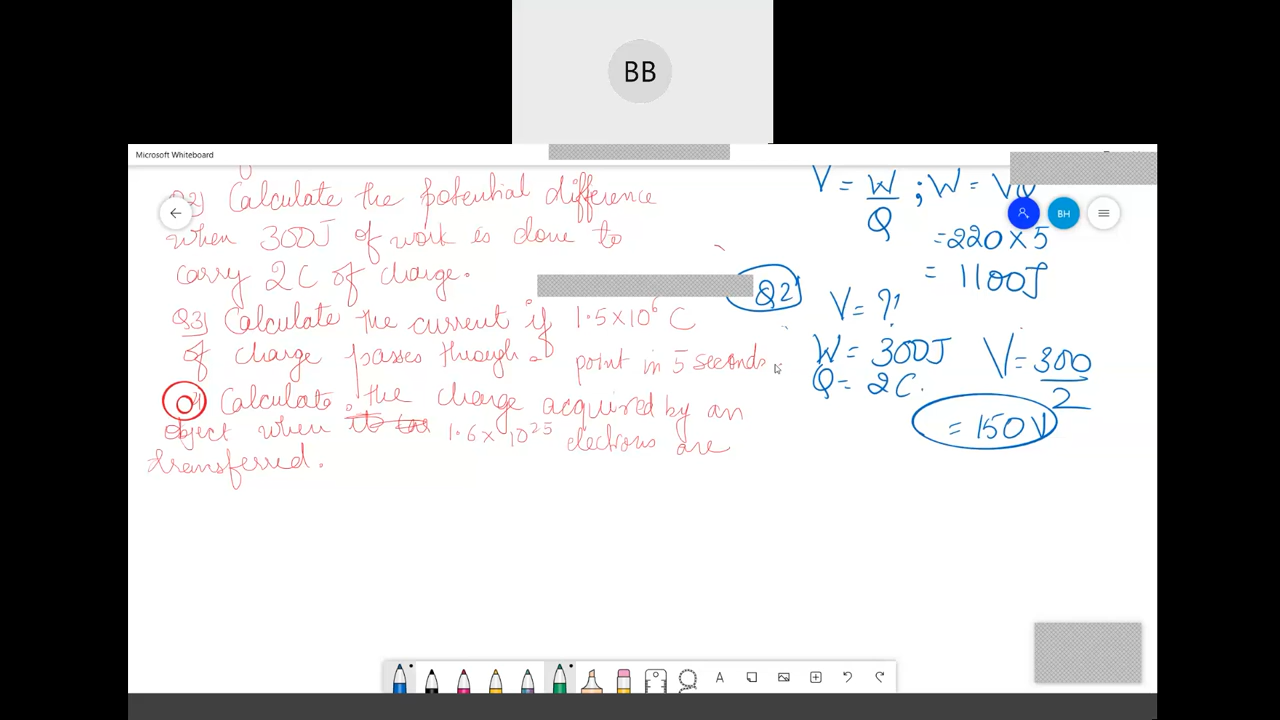 BB
Microsoft Whiteboard
Q2) Calculate the potential difference
when 300J of work is done to
carry 2C of charge.
Q3) Calculate the current if 1.5x10⁶ C
of charge passes through a point in 5 seconds
Calculate the charge acquired by an
object when 1.6 x 10²⁵ electrons are
transferred.
V = W/Q ; W = VQ
= 220 x 5
= 1100J
BH
Q2
V = ?
W = 300J
Q = 2C.
V = 300/2
= 150V
A